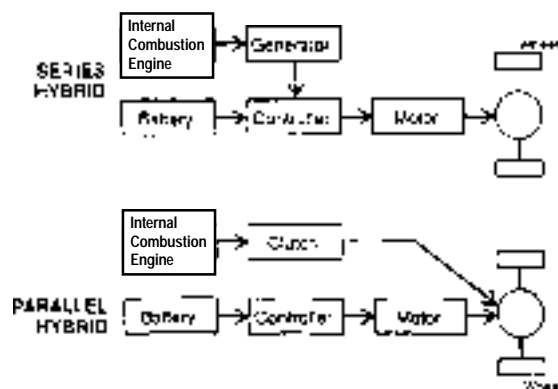 Internal
Combustion
Engine
Generator
SERIES
HYBRID
Battery
Controller
Motor
Internal
Combustion
Engine
Clutch
PARALLEL
HYBRID
Battery
Controller
Motor